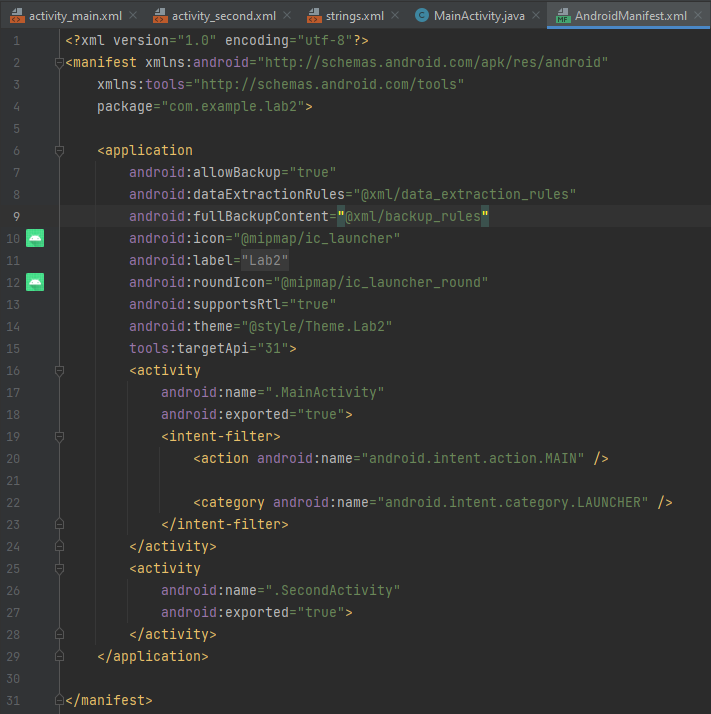 activity_main.xml activity_second.xml strings.xml MainActivity.java AndroidManifest.xml
1 <?xml version="1.0" encoding="utf-8"?>
2 <manifest xmlns:android="http://schemas.android.com/apk/res/android"
3     xmlns:tools="http://schemas.android.com/tools"
4     package="com.example.lab2">
5
6     <application
7         android:allowBackup="true"
8         android:dataExtractionRules="@xml/data_extraction_rules"
9         android:fullBackupContent="@xml/backup_rules"
10         android:icon="@mipmap/ic_launcher"
11         android:label="Lab2"
12         android:roundIcon="@mipmap/ic_launcher_round"
13         android:supportsRtl="true"
14         android:theme="@style/Theme.Lab2"
15         tools:targetApi="31">
16         <activity
17             android:name=".MainActivity"
18             android:exported="true">
19             <intent-filter>
20                 <action android:name="android.intent.action.MAIN" />
21
22                 <category android:name="android.intent.category.LAUNCHER" />
23             </intent-filter>
24         </activity>
25         <activity
26             android:name=".SecondActivity"
27             android:exported="true">
28         </activity>
29     </application>
30
31 </manifest>